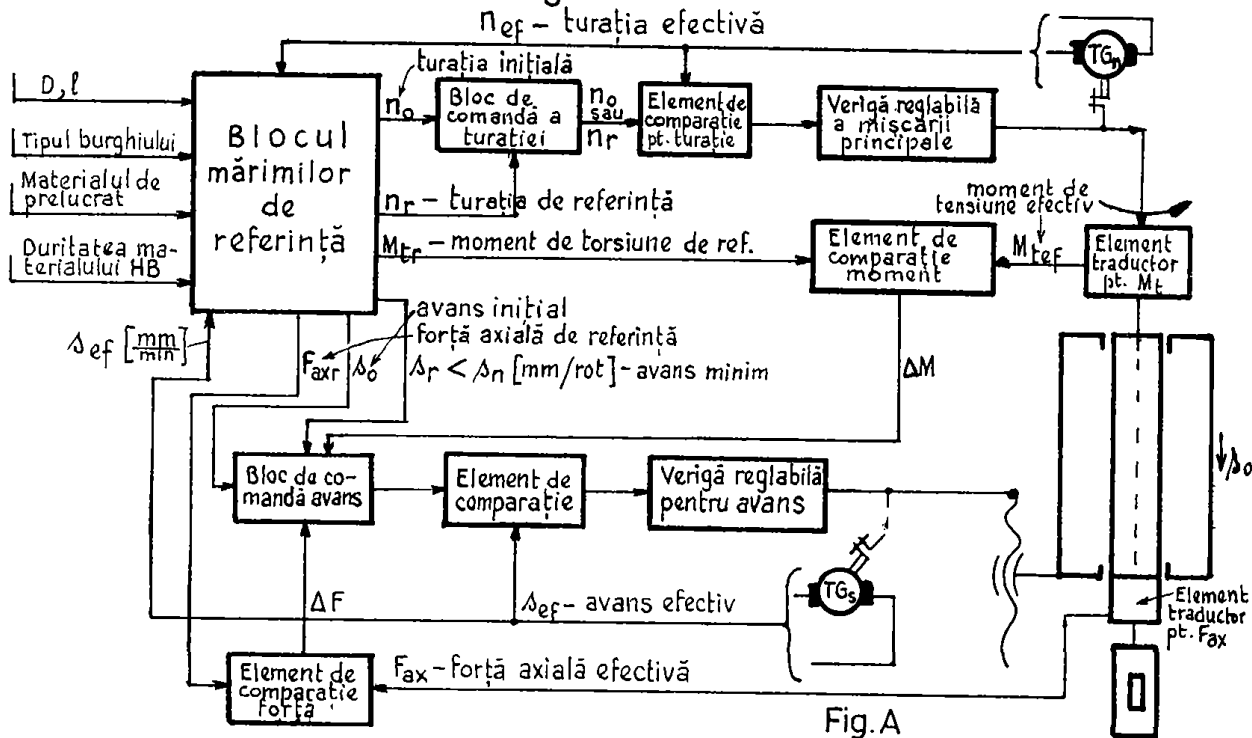 n_ef – turația efectivă
TG_n
turația inițială
D, l
Tipul burghiului
Materialul de
prelucrat
Duritatea ma-
terialului HB
Blocul
mărimilor
de
referință
n_o
Bloc de
comandă a
turației
n_o
sau
n_r
Element de
comparație
pt. turație
Verigă reglabilă
a mișcării
principale
n_r – turația de referință
M_tr – moment de torsiune de ref.
Element de
comparație
moment
moment de
tensiune efectiv
M_tef
Element
traductor
pt. M_t
s_ef [mm/min]
avans inițial
forță axială de referință
F_axr
s_o
s_r < s_n [mm/rot] – avans minim
ΔM
s_o
Bloc de co-
mandă avans
Element de
comparație
Verigă reglabilă
pentru avans
TG_s
ΔF
s_ef – avans efectiv
Element
traductor
pt. F_ax
Element de
comparație
forță
F_ax – forță axială efectivă
Fig. A